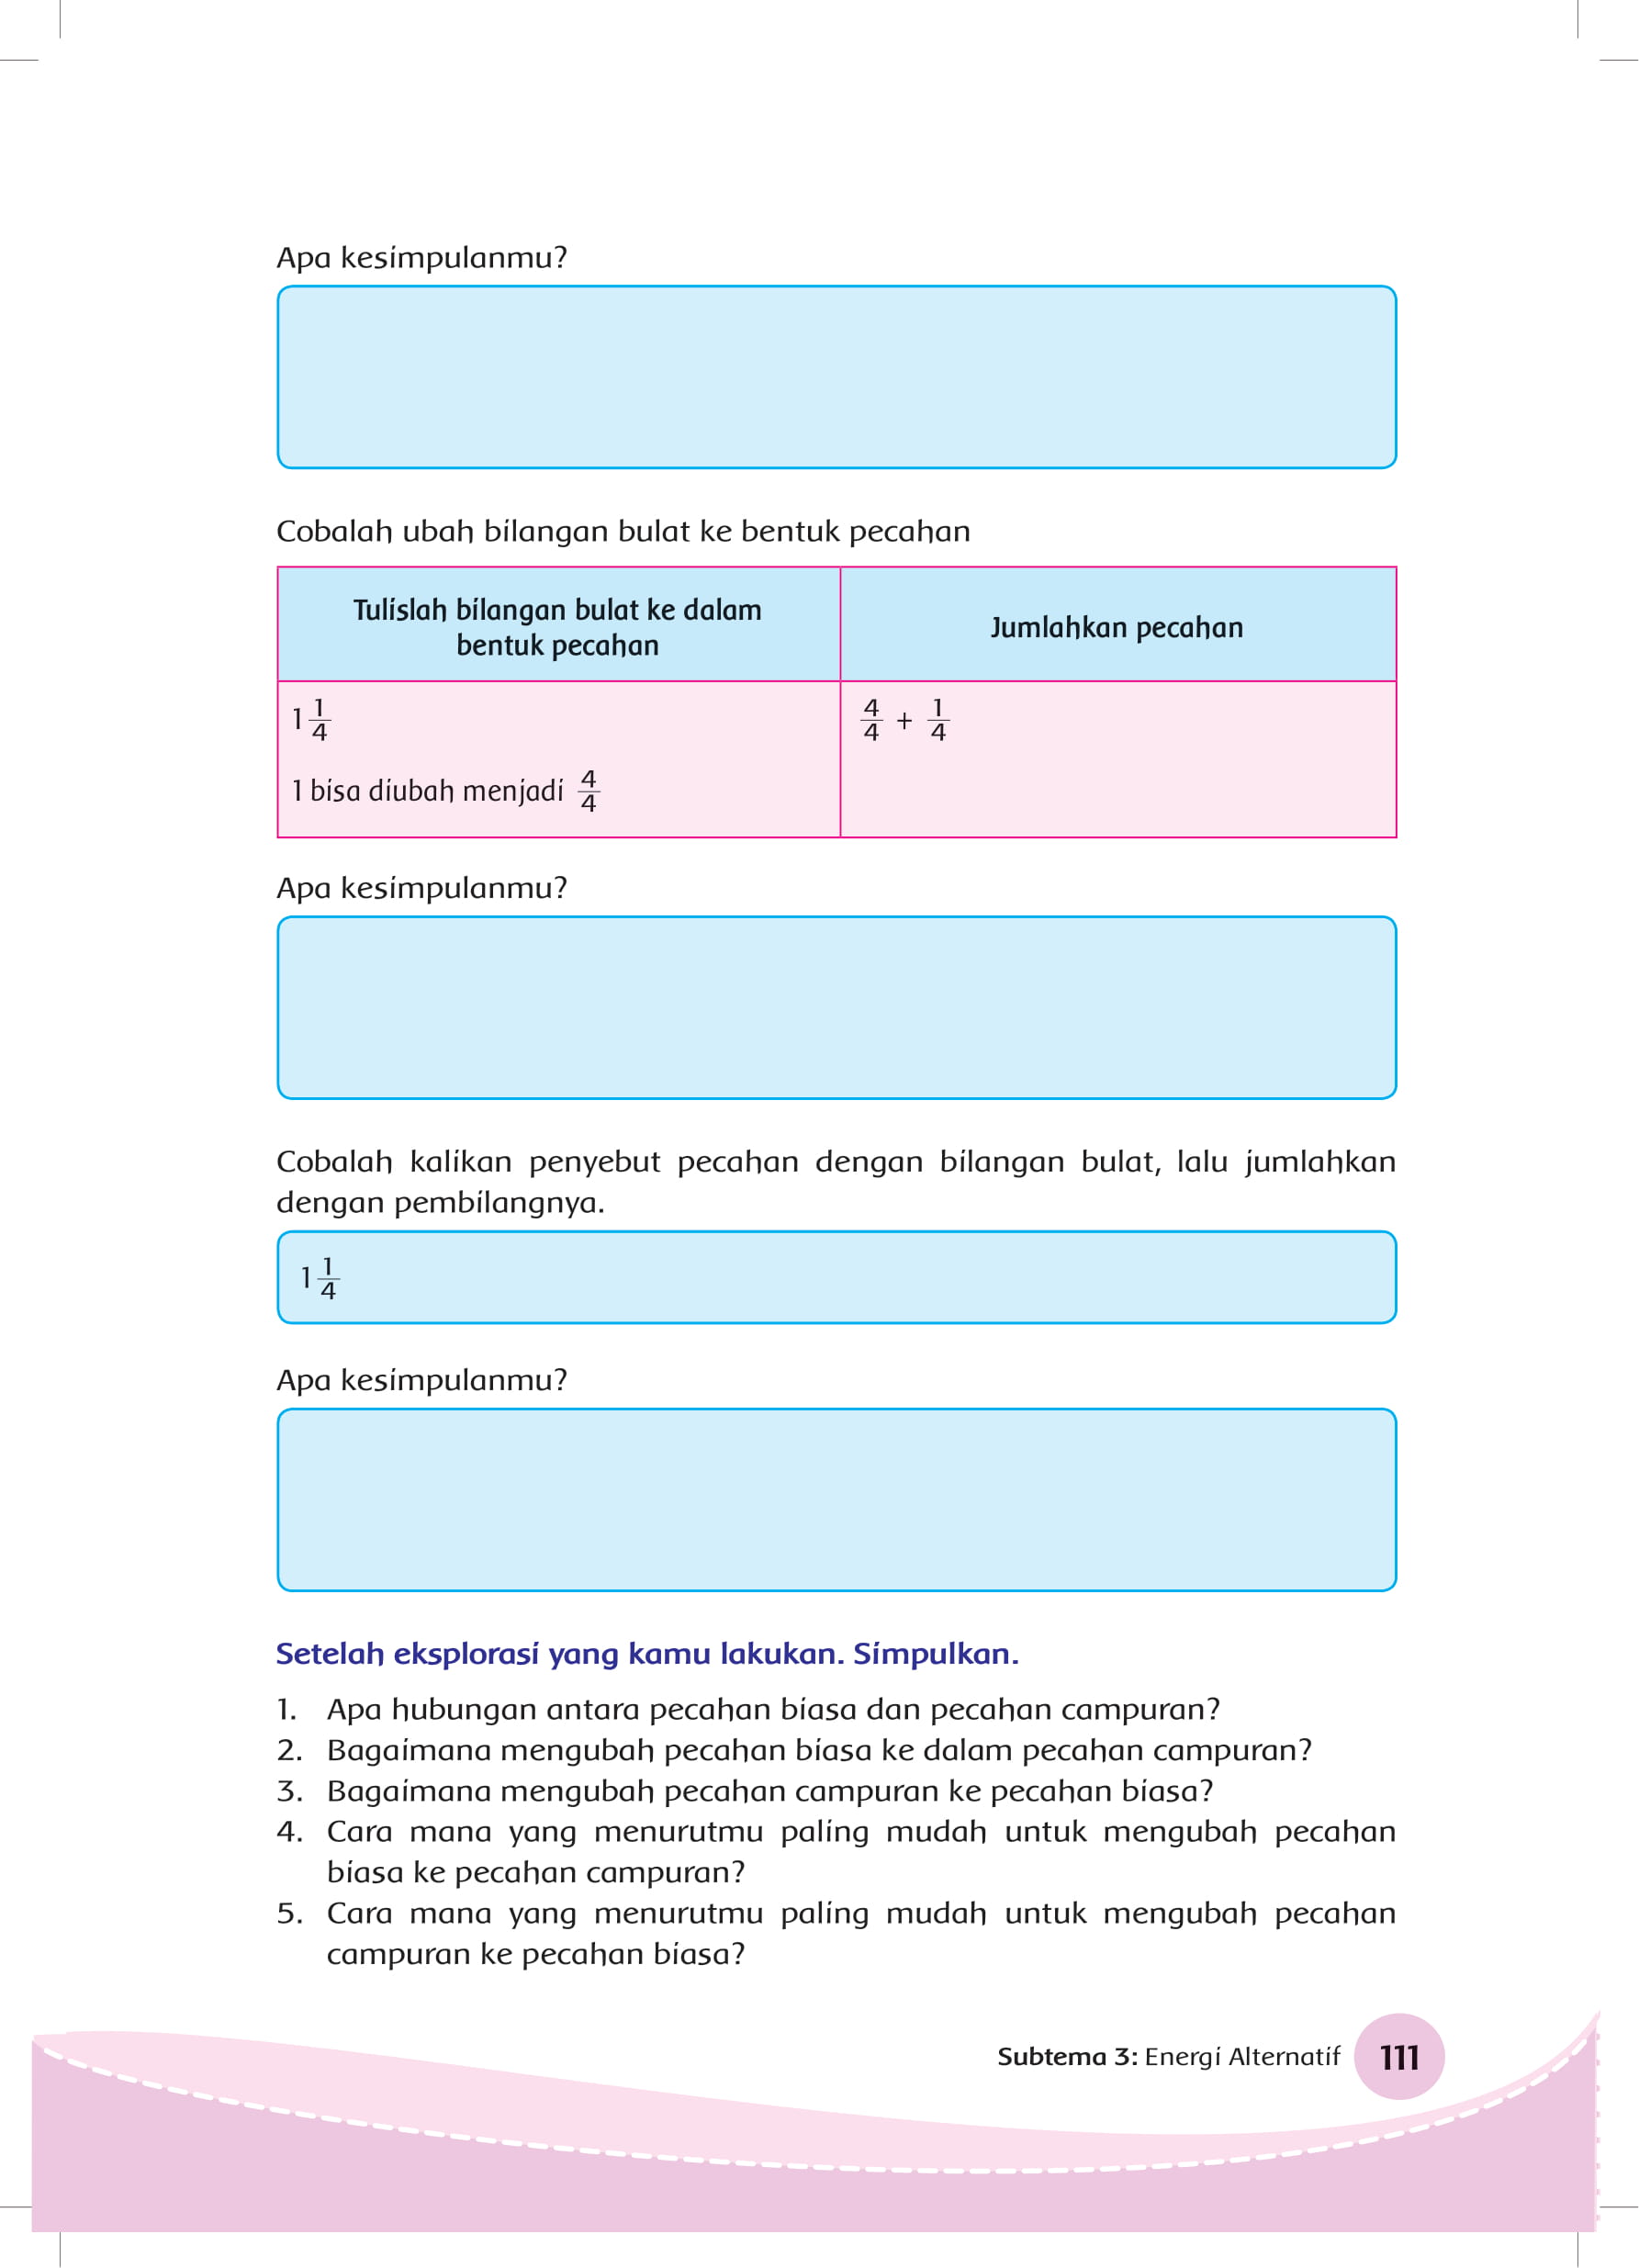 Apa kesimpulanmu?
Cobalah ubah bilangan bulat ke bentuk pecahan
Tulislah bilangan bulat ke dalam
bentuk pecahan
Jumlahkan pecahan
1 1/4
4/4 + 1/4
1 bisa diubah menjadi 4/4
Apa kesimpulanmu?
Cobalah kalikan penyebut pecahan dengan bilangan bulat, lalu jumlahkan
dengan pembilangnya.
1 1/4
Apa kesimpulanmu?
Setelah eksplorasi yang kamu lakukan. Simpulkan.
1. Apa hubungan antara pecahan biasa dan pecahan campuran?
2. Bagaimana mengubah pecahan biasa ke dalam pecahan campuran?
3. Bagaimana mengubah pecahan campuran ke pecahan biasa?
4. Cara mana yang menurutmu paling mudah untuk mengubah pecahan
biasa ke pecahan campuran?
5. Cara mana yang menurutmu paling mudah untuk mengubah pecahan
campuran ke pecahan biasa?
Subtema 3: Energi Alternatif 111